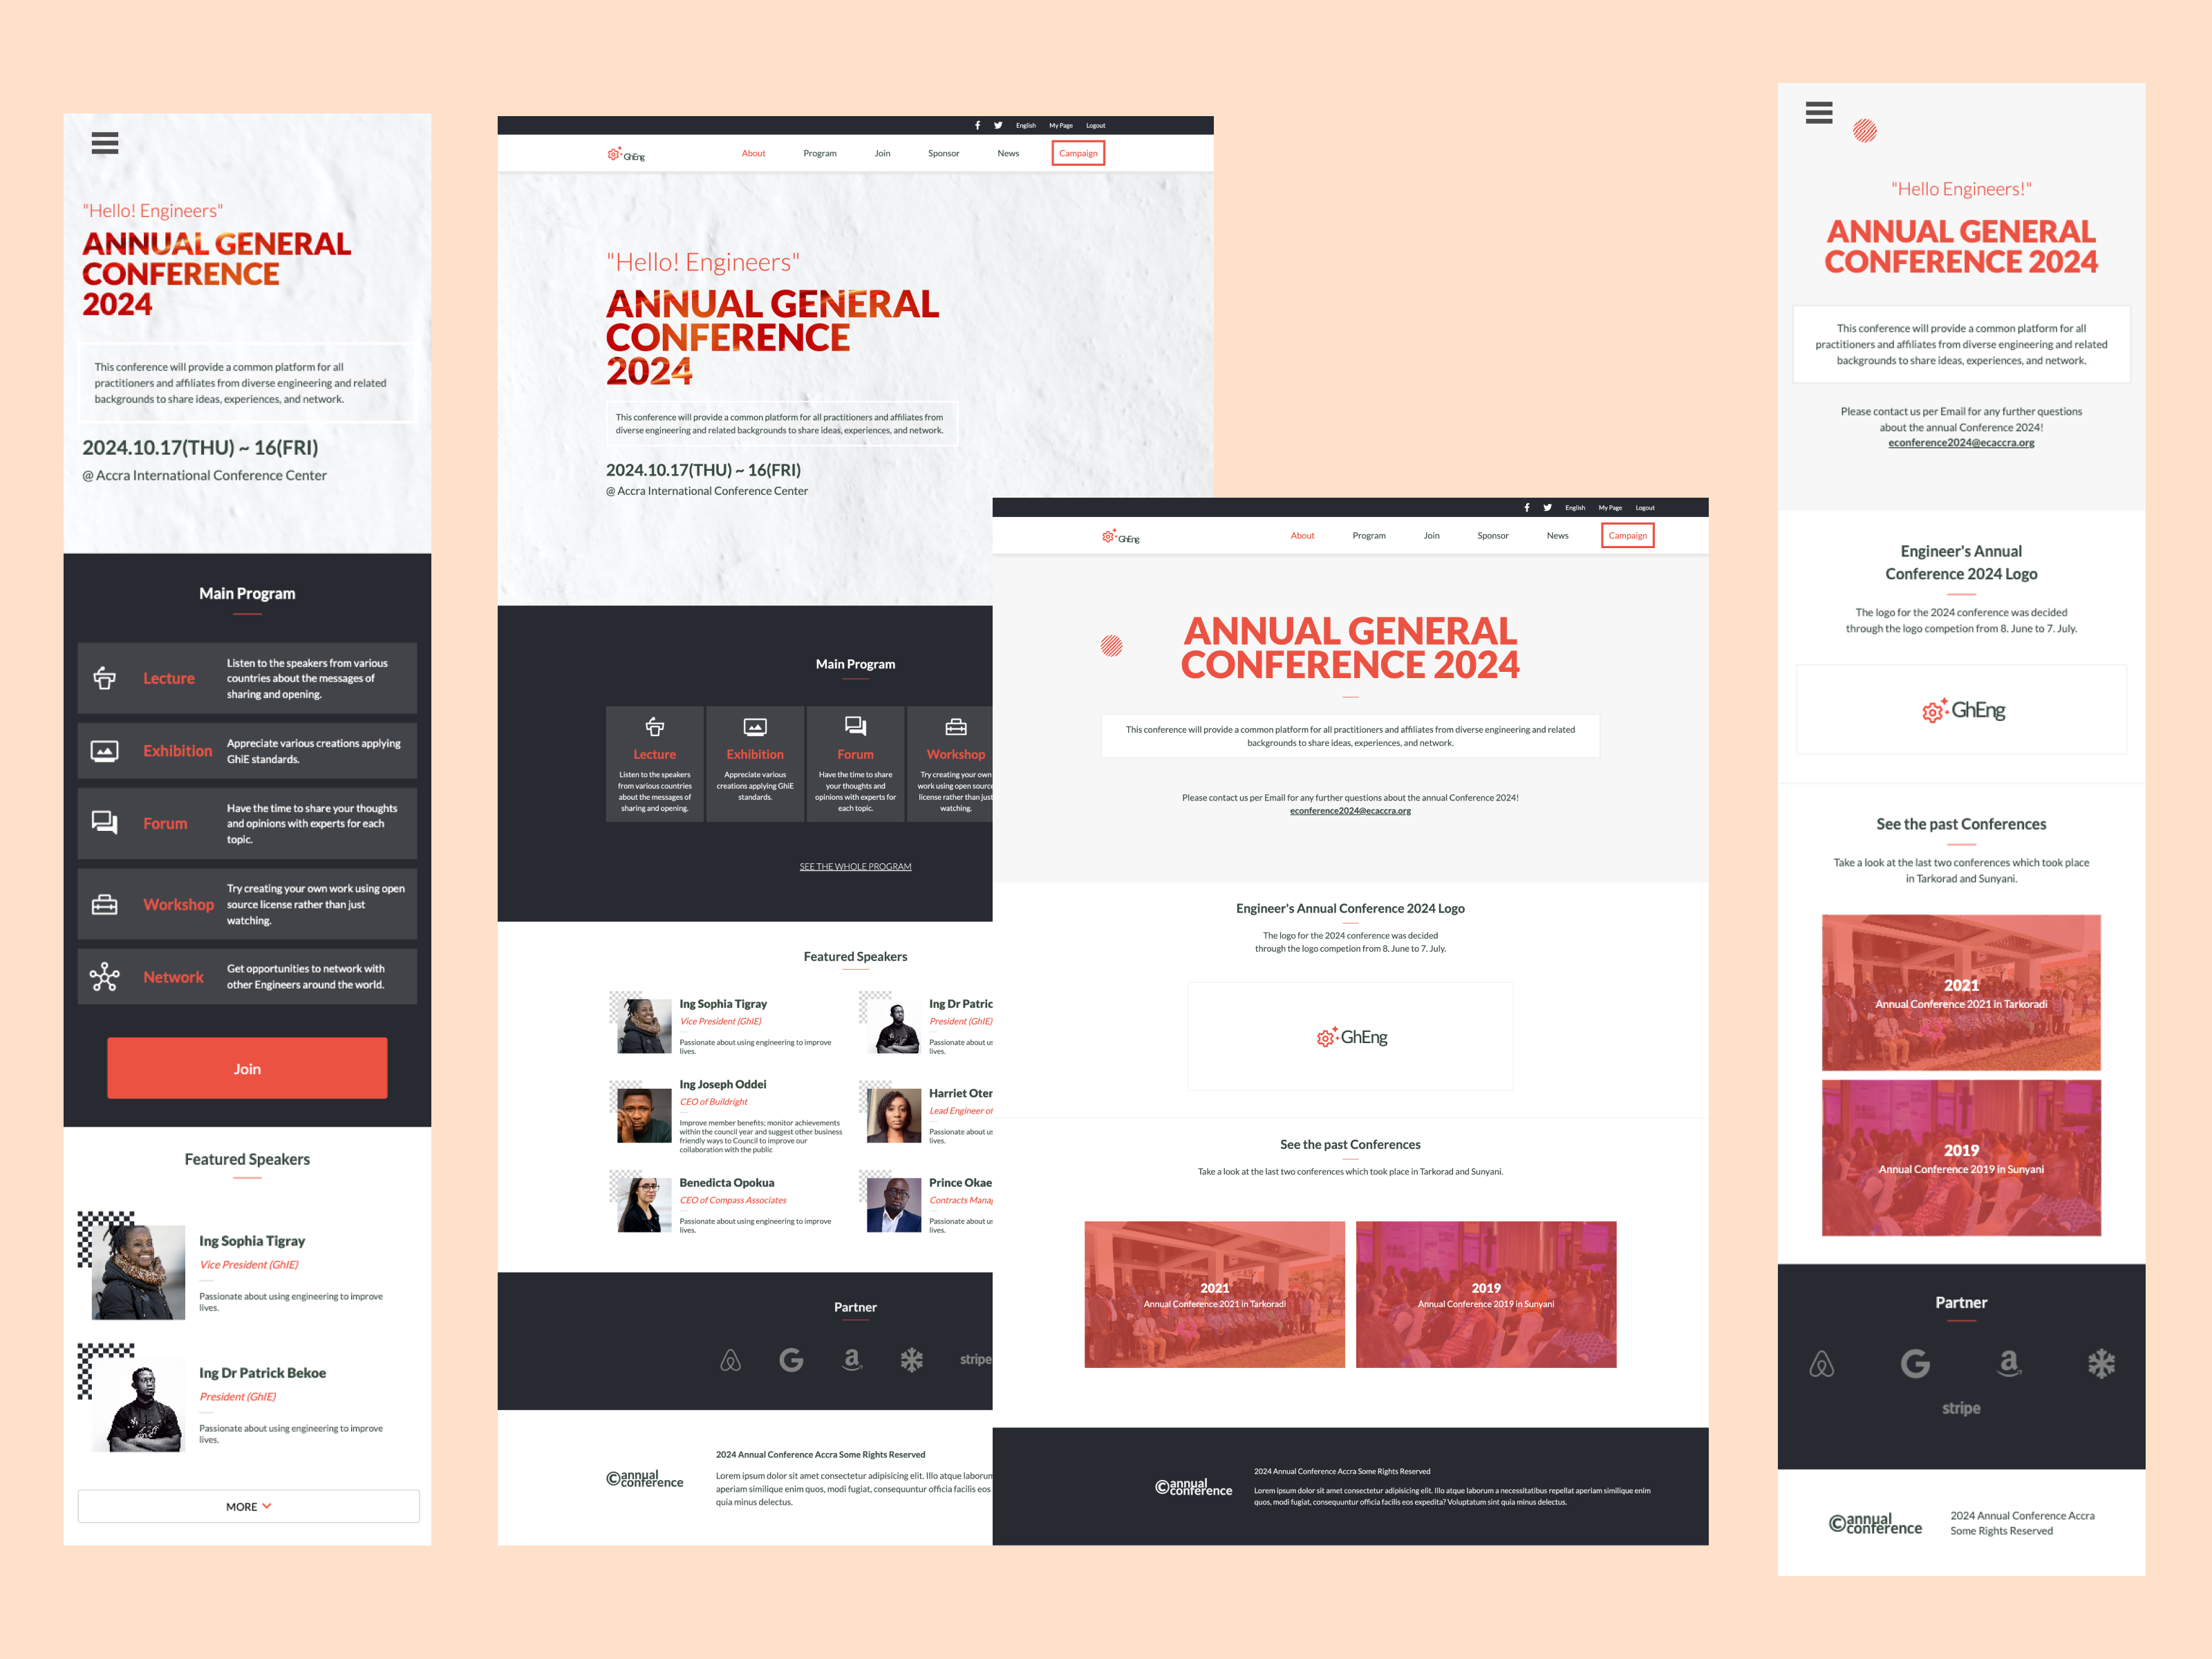 "Hello! Engineers"
ANNUAL GENERAL
CONFERENCE
2024
This conference will provide a common platform for all
practitioners and affiliates from diverse engineering and related
backgrounds to share ideas, experiences, and network.
2024.10.17(THU) ~ 16(FRI)
@ Accra International Conference Center
Main Program
Lecture
Listen to the speakers from various
countries about the messages of
sharing and opening.
Exhibition
Appreciate various creations applying
GhiE standards.
Forum
Have the time to share your thoughts
and opinions with experts for each
topic.
Workshop
Try creating your own work using open
source license rather than just
watching.
Network
Get opportunities to network with
other Engineers around the world.
Join
Featured Speakers
Ing Sophia Tigray
Vice President (GhIE)
Passionate about using engineering to improve
lives.
Ing Dr Patrick Bekoe
President (GhIE)
Passionate about using engineering to improve
lives.
MORE
English My Page Logout
GhEng
About Program Join Sponsor News Campaign
"Hello! Engineers"
ANNUAL GENERAL
CONFERENCE
2024
This conference will provide a common platform for all practitioners and affiliates from
diverse engineering and related backgrounds to share ideas, experiences, and network.
2024.10.17(THU) ~ 16(FRI)
@ Accra International Conference Center
Main Program
Lecture
Listen to the speakers
from various countries
about the messages of
sharing and opening.
Exhibition
Appreciate various
creations applying GhiE
standards.
Forum
Have the time to share
your thoughts and
opinions with experts for
each topic.
Workshop
Try creating your own
work using open source
license rather than just
watching.
SEE THE WHOLE PROGRAM
Featured Speakers
Ing Sophia Tigray
Vice President (GhIE)
Passionate about using engineering to improve
lives.
Ing Dr Patric
President (GhIE)
Passionate about us
lives.
Ing Joseph Oddei
CEO of Buildright
Improve member benefits; monitor achievements
within the council year and suggest other business
friendly ways to Council to improve our
collaboration with the public
Harriet Oter
Lead Engineer of
Passionate about us
lives.
Benedicta Opokua
CEO of Compass Associates
Passionate about using engineering to improve
lives.
Prince Okae
Contracts Manag
Passionate about us
lives.
Partner
G
a
stripe
©annual
conference
2024 Annual Conference Accra Some Rights Reserved
Lorem ipsum dolor sit amet consectetur adipisicing elit. Illo atque laborum
aperiam similique enim quos, modi fugiat, consequuntur officia facilis eos
quia minus delectus.
English My Page Logout
GhEng
About Program Join Sponsor News Campaign
ANNUAL GENERAL
CONFERENCE 2024
This conference will provide a common platform for all practitioners and affiliates from diverse engineering and related
backgrounds to share ideas, experiences, and network.
Please contact us per Email for any further questions about the annual Conference 2024!
econference2024@ecaccra.org
Engineer's Annual Conference 2024 Logo
The logo for the 2024 conference was decided
through the logo competion from 8. June to 7. July.
GhEng
See the past Conferences
Take a look at the last two conferences which took place in Tarkorad and Sunyani.
2021
Annual Conference 2021 in Tarkoradi
2019
Annual Conference 2019 in Sunyani
©annual
conference
2024 Annual Conference Accra Some Rights Reserved
Lorem ipsum dolor sit amet consectetur adipisicing elit. Illo atque laborum a necessitatibus repellat aperiam similique enim
quos, modi fugiat, consequuntur officia facilis eos expedita? Voluptatum sint quia minus delectus.
"Hello Engineers!"
ANNUAL GENERAL
CONFERENCE 2024
This conference will provide a common platform for all
practitioners and affiliates from diverse engineering and related
backgrounds to share ideas, experiences, and network.
Please contact us per Email for any further questions
about the annual Conference 2024!
econference2024@ecaccra.org
Engineer's Annual
Conference 2024 Logo
The logo for the 2024 conference was decided
through the logo competion from 8. June to 7. July.
GhEng
See the past Conferences
Take a look at the last two conferences which took place
in Tarkorad and Sunyani.
2021
Annual Conference 2021 in Tarkoradi
2019
Annual Conference 2019 in Sunyani
Partner
G
a
stripe
©annual
conference
2024 Annual Conference Accra
Some Rights Reserved